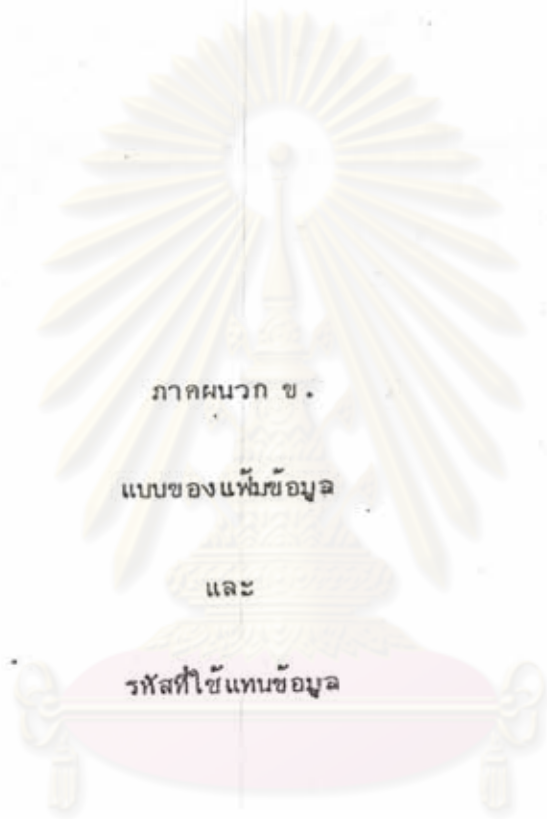 ภาคผนวก ข.
แบบของแฟ้มข้อมูล
และ
รหัสที่ใช้แทนข้อมูล